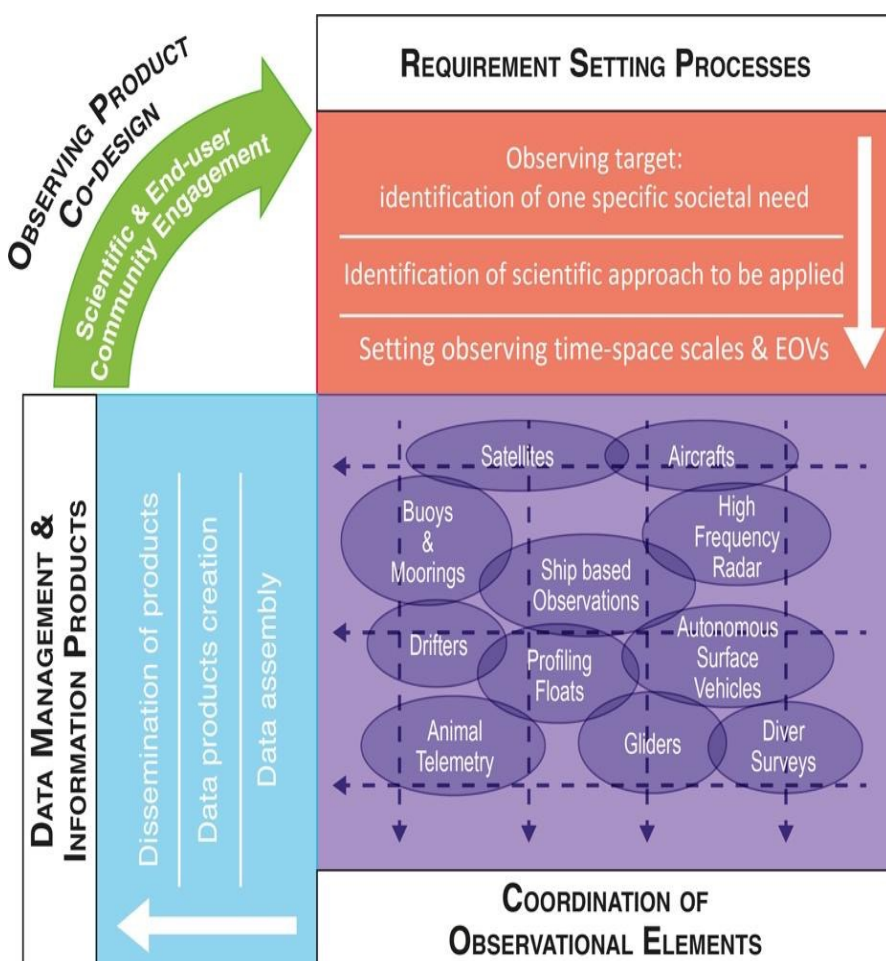 OBSERVING PRODUCT
CO-DESIGN
Scientific & End-user
Community Engagement
REQUIREMENT SETTING PROCESSES
Observing target:
identification of one specific societal need
Identification of scientific approach to be applied
Setting observing time-space scales & EOVs
Satellites
Aircrafts
Buoys
&
Moorings
High
Frequency
Radar
Ship based
Observations
Drifters
Profiling
Floats
Autonomous
Surface
Vehicles
Animal
Telemetry
Gliders
Diver
Surveys
DATA MANAGEMENT &
INFORMATION PRODUCTS
Dissemination of products
Data products creation
Data assembly
COORDINATION OF
OBSERVATIONAL ELEMENTS